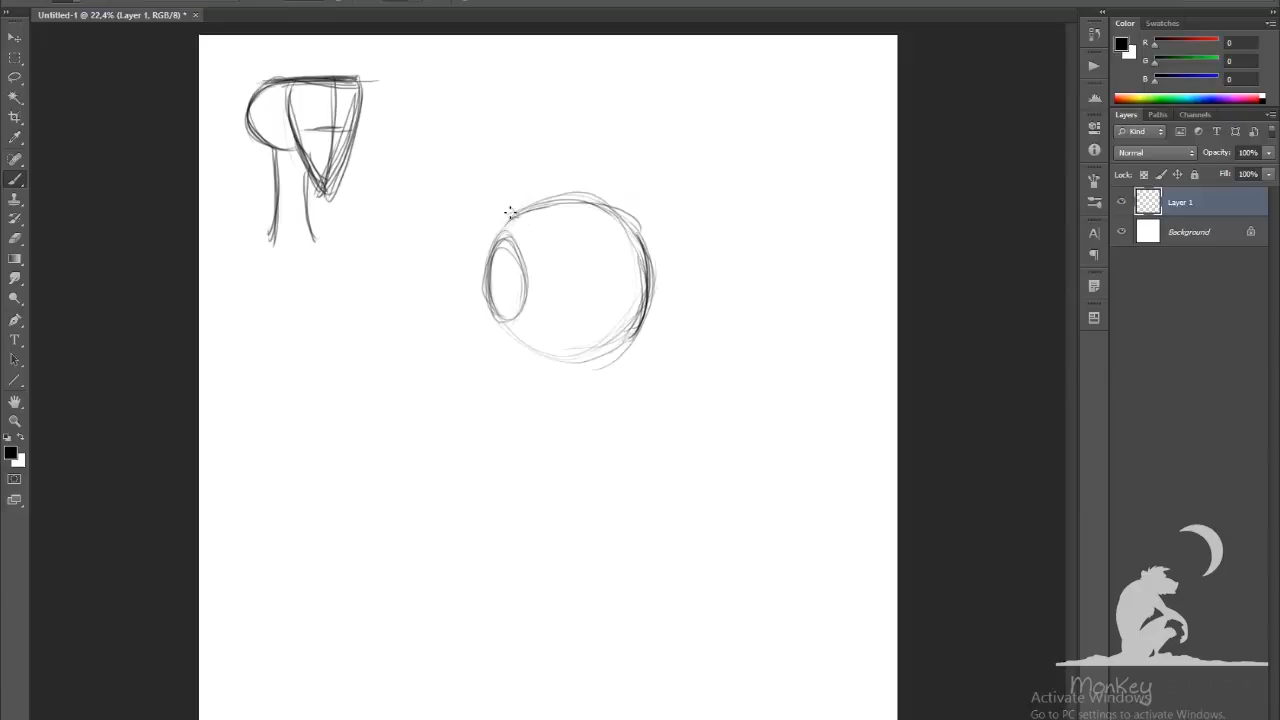 Untitled-1 @ 22,4% (Layer 1, RGB/8) * ×
Color Swatches
R 0
G 0
B 0
Layers Paths Channels
Kind
Normal Opacity: 100%
Lock: Fill: 100%
Layer 1
Background
Monkey
Activate Windows
Go to PC settings to activate Windows.